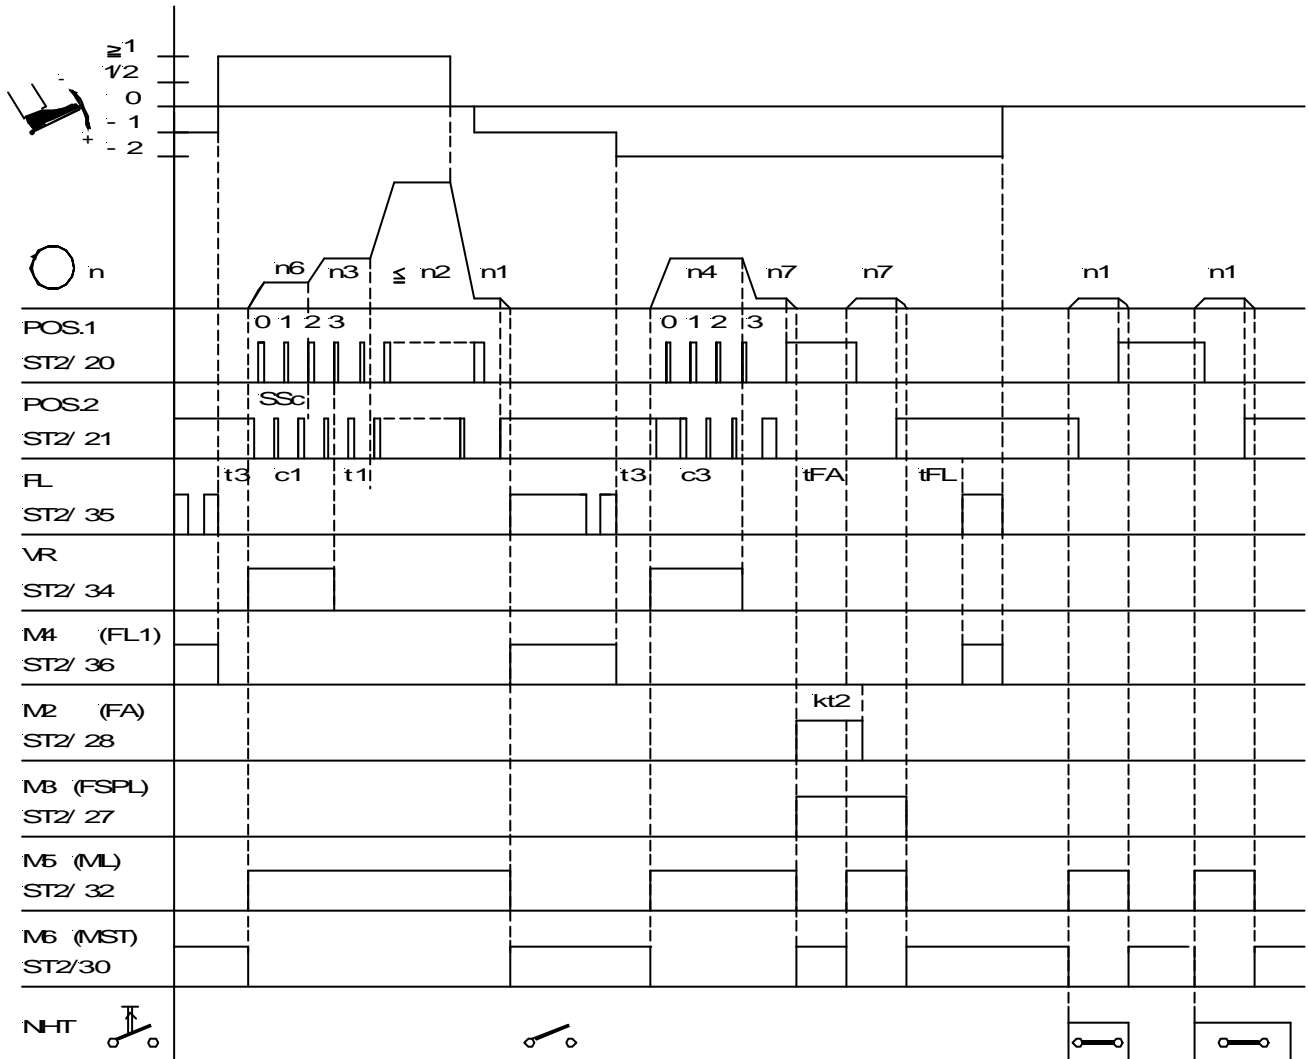 ≧1
1/2
0
- 1
- 2
-
+
n
n6 n3 ≦ n2 n1 n4 n7 n7 n1 n1
POS.1 0 1 2 3 0 1 2 3
ST2/ 20
POS.2 SSc
ST2/ 21
FL t3 c1 t1 t3 c3 tFA tFL
ST2/ 35
VR
ST2/ 34
M4 (FL1)
ST2/ 36
M2 (FA) kt2
ST2/ 28
M3 (FSPL)
ST2/ 27
M5 (ML)
ST2/ 32
M6 (MST)
ST2/30
NHT